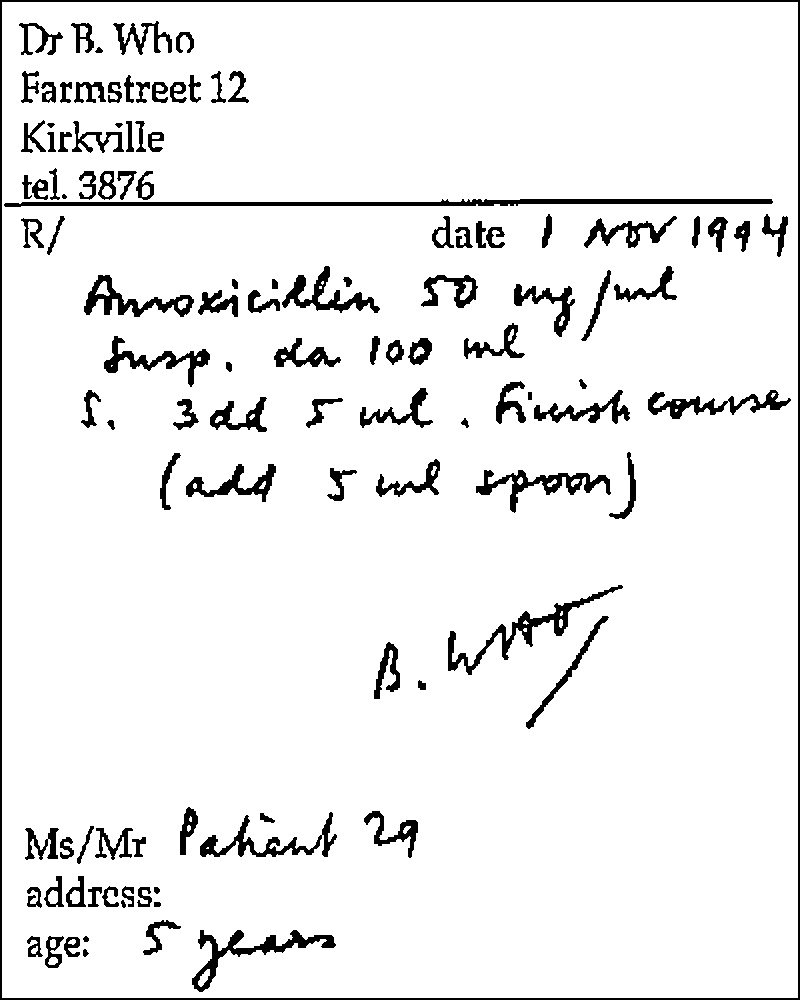 Dr B. Who
Farmstreet 12
Kirkville
tel. 3876
R/ date 1 Nov 1994
Amoxicillin 50 mg/ml
Susp. da 100 ml
S. 3dd 5 ml. Finish course
(add 5 ml spoon)
B. WHO
Ms/Mr Patient 29
address:
age: 5 years